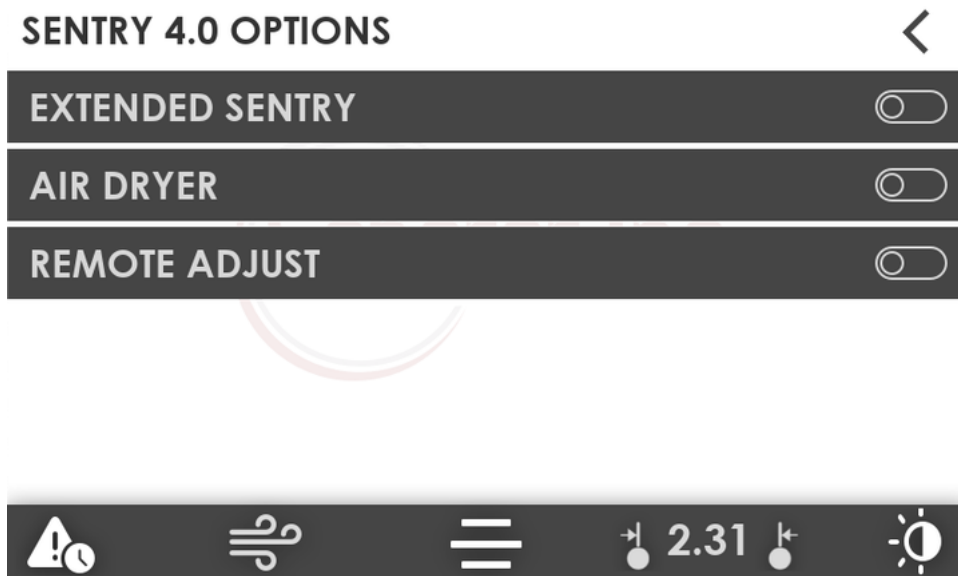 SENTRY 4.0 OPTIONS
EXTENDED SENTRY
AIR DRYER
REMOTE ADJUST
2.31